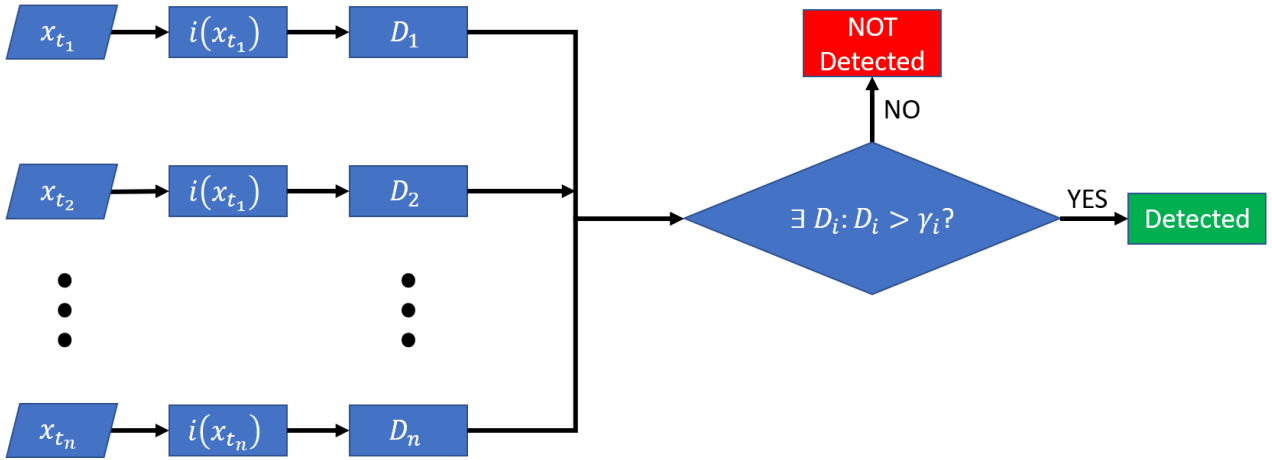 x_{t_1} i(x_{t_1}) D_1
NOT
Detected
NO
x_{t_2} i(x_{t_1}) D_2
YES
∃ D_i: D_i > γ_i?
Detected
x_{t_n} i(x_{t_n}) D_n